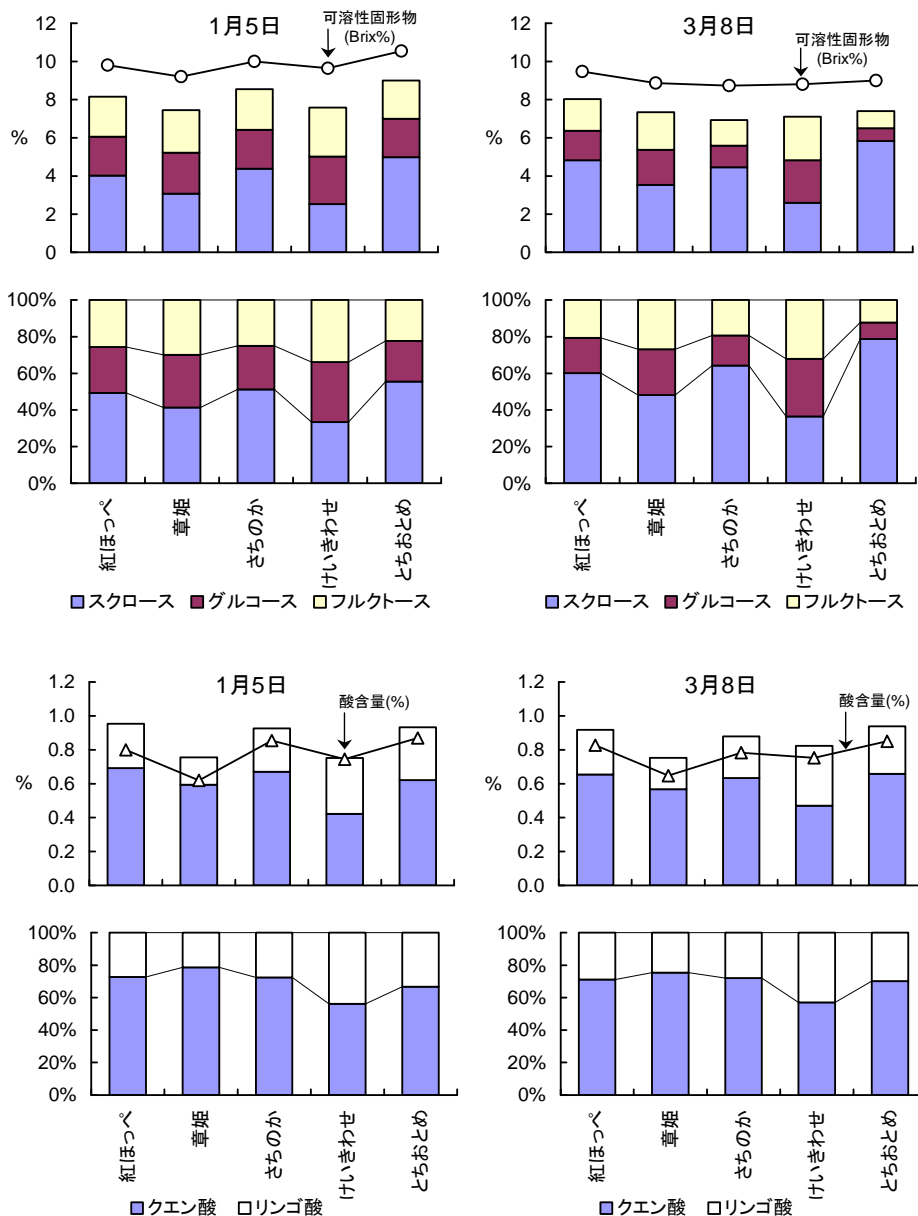 1月5日
可溶性固形物
(Brix%)
12
10
8
6
4
2
0
%
3月8日
可溶性固形物
(Brix%)
12
10
8
6
4
2
0
%
100%
80%
60%
40%
20%
0%
紅ほっぺ
章姫
さちのか
けいきわせ
とちおとめ
スクロース グルコース フルクトース
100%
80%
60%
40%
20%
0%
紅ほっぺ
章姫
さちのか
けいきわせ
とちおとめ
スクロース グルコース フルクトース
1月5日
酸含量(%)
1.2
1.0
0.8
0.6
0.4
0.2
0.0
%
3月8日
酸含量(%)
1.2
1.0
0.8
0.6
0.4
0.2
0.0
%
100%
80%
60%
40%
20%
0%
紅ほっぺ
章姫
さちのか
けいきわせ
とちおとめ
クエン酸 リンゴ酸
100%
80%
60%
40%
20%
0%
紅ほっぺ
章姫
さちのか
けいきわせ
とちおとめ
クエン酸 リンゴ酸